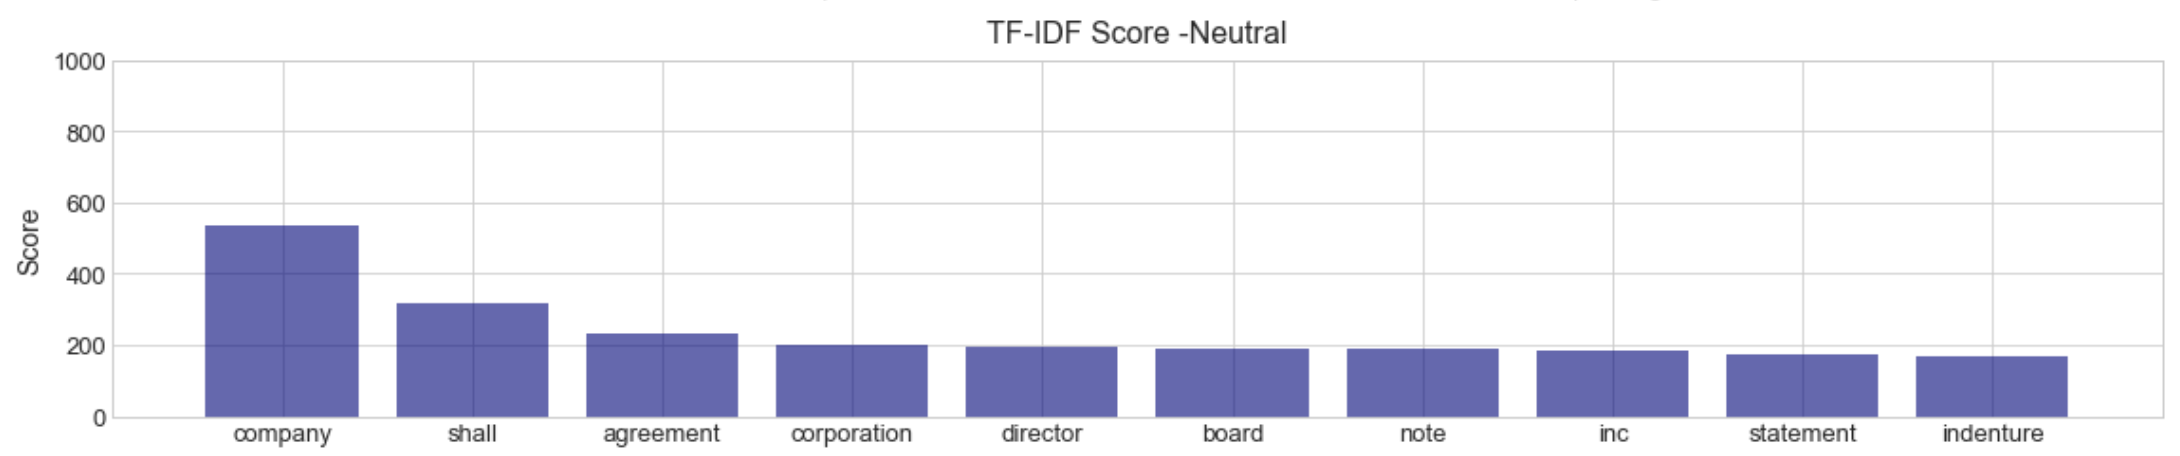 TF-IDF Score -Neutral
1000
800
600
400
200
0
Score
company shall agreement corporation director board note inc statement indenture